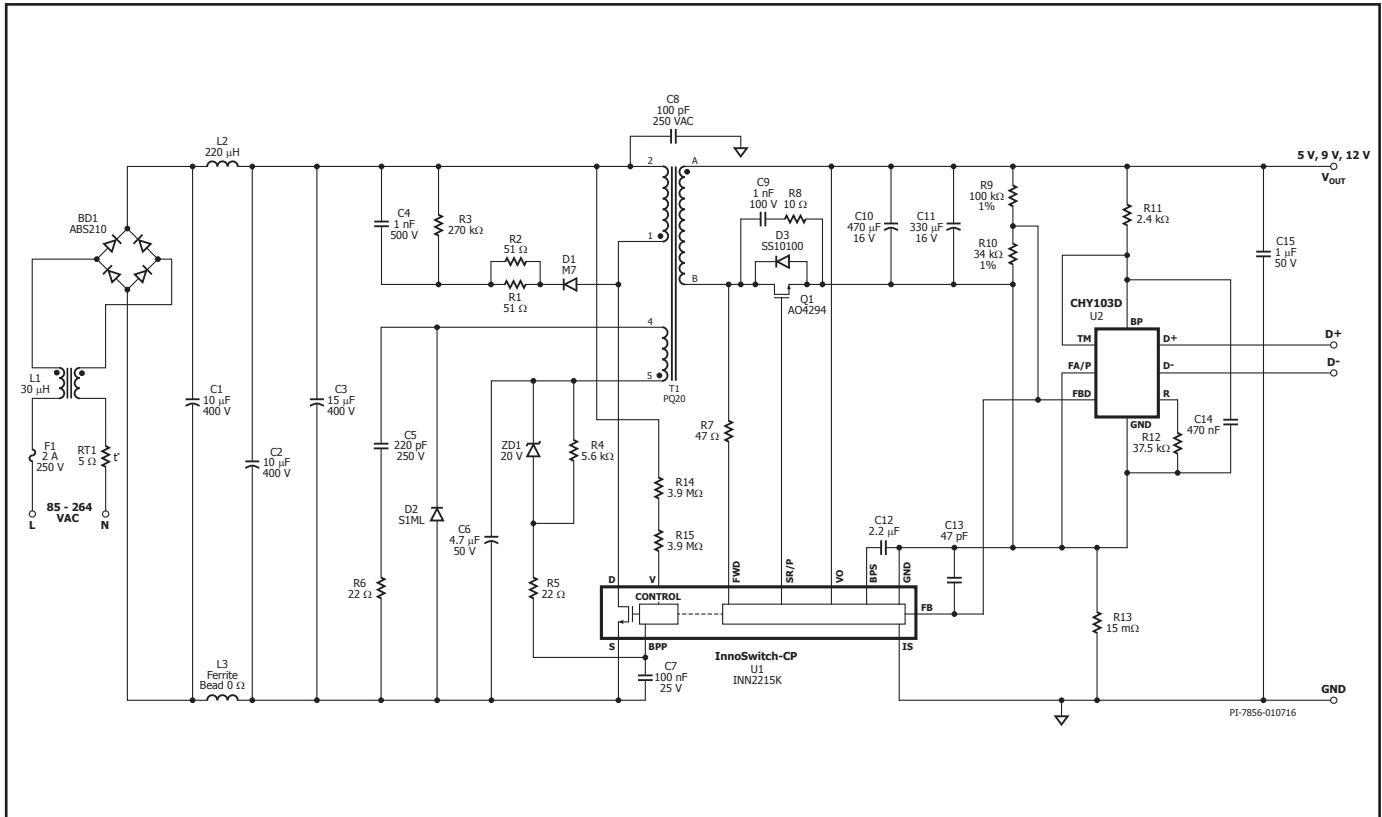 C8
100 pF
250 VAC
L2
220 µH
2
A
5 V, 9 V, 12 V
VOUT
BD1
ABS210
C4
1 nF
500 V
R3
270 kΩ
R2
51 Ω
R1
51 Ω
D1
M7
1
C9
1 nF
100 V
R8
10 Ω
D3
SS10100
B
Q1
AO4294
C10
470 µF
16 V
C11
330 µF
16 V
R9
100 kΩ
1%
R10
34 kΩ
1%
R11
2.4 kΩ
C15
1 µF
50 V
CHY103D
U2
BP
TM
D+
FA/P
D-
FBD
R
GND
D+
D-
4
5
T1
PQ20
L1
30 µH
C1
10 µF
400 V
C3
15 µF
400 V
C2
10 µF
400 V
F1
2 A
250 V
RT1
5 Ω
t°
85 - 264
VAC
L
N
C5
220 pF
250 V
R6
22 Ω
D2
S1ML
C6
4.7 µF
50 V
ZD1
20 V
R4
5.6 kΩ
R5
22 Ω
R7
47 Ω
R14
3.9 MΩ
R15
3.9 MΩ
R12
37.5 kΩ
C14
470 nF
C12
2.2 µF
C13
47 pF
D
V
FWD
SR/P
VO
BPS
GND
CONTROL
FB
S
BPP
IS
InnoSwitch-CP
U1
INN2215K
C7
100 nF
25 V
R13
15 mΩ
L3
Ferrite
Bead 0 Ω
GND
PI-7856-010716